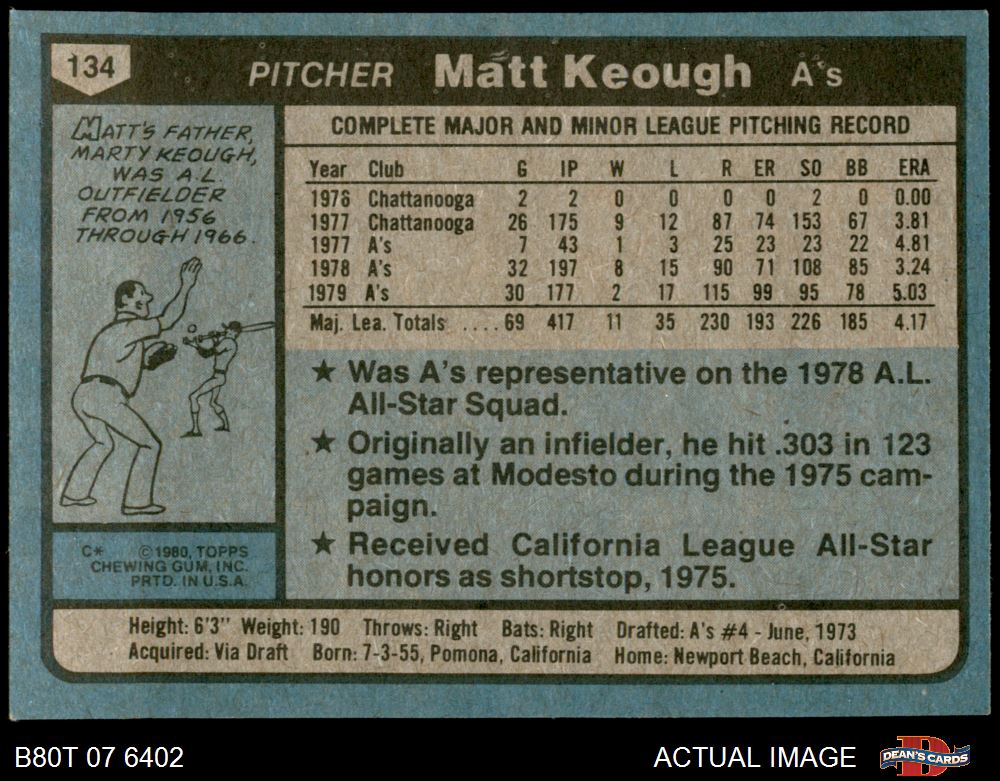 134 PITCHER Matt Keough A's
MATT'S FATHER,
MARTY KEOUGH,
WAS A.L.
OUTFIELDER
FROM 1956
THROUGH 1966.
C* © 1980, TOPPS
CHEWING GUM, INC.
PRTD. IN U.S.A.
COMPLETE MAJOR AND MINOR LEAGUE PITCHING RECORD
Year Club G IP W L R ER SO BB ERA
1976 Chattanooga 2 2 0 0 0 0 2 0 0.00
1977 Chattanooga 26 175 9 12 87 74 153 67 3.81
1977 A's 7 43 1 3 25 23 23 22 4.81
1978 A's 32 197 8 15 90 71 108 85 3.24
1979 A's 30 177 2 17 115 99 95 78 5.03
Maj. Lea. Totals .... 69 417 11 35 230 193 226 185 4.17
★ Was A's representative on the 1978 A.L.
All-Star Squad.
★ Originally an infielder, he hit .303 in 123
games at Modesto during the 1975 cam-
paign.
★ Received California League All-Star
honors as shortstop, 1975.
Height: 6'3" Weight: 190 Throws: Right Bats: Right Drafted: A's #4 - June, 1973
Acquired: Via Draft Born: 7-3-55, Pomona, California Home: Newport Beach, California
B80T 07 6402 ACTUAL IMAGE DEAN'S CARDS